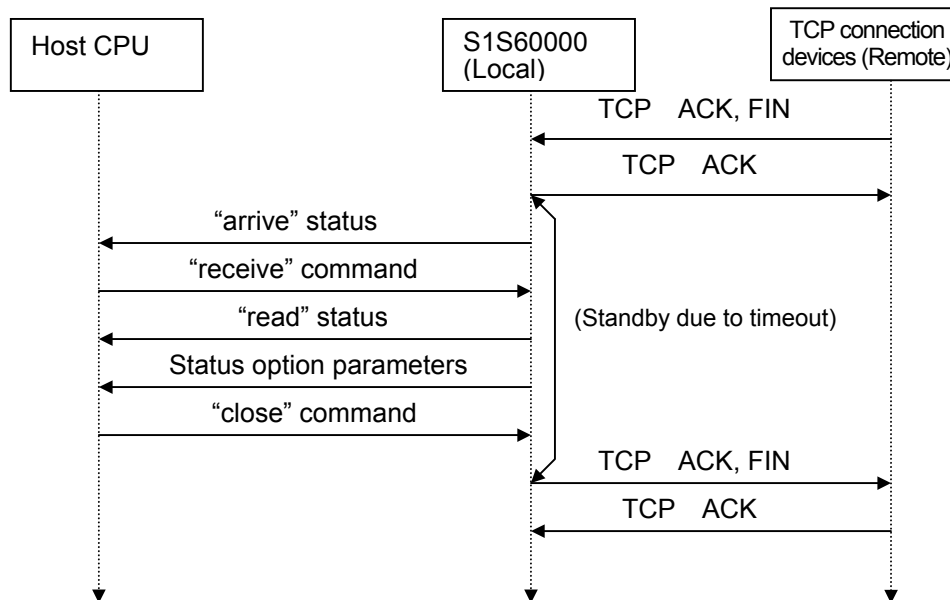 Host CPU
S1S60000
(Local)
TCP connection
devices (Remote)
TCP ACK, FIN
TCP ACK
“arrive” status
“receive” command
“read” status
(Standby due to timeout)
Status option parameters
“close” command
TCP ACK, FIN
TCP ACK